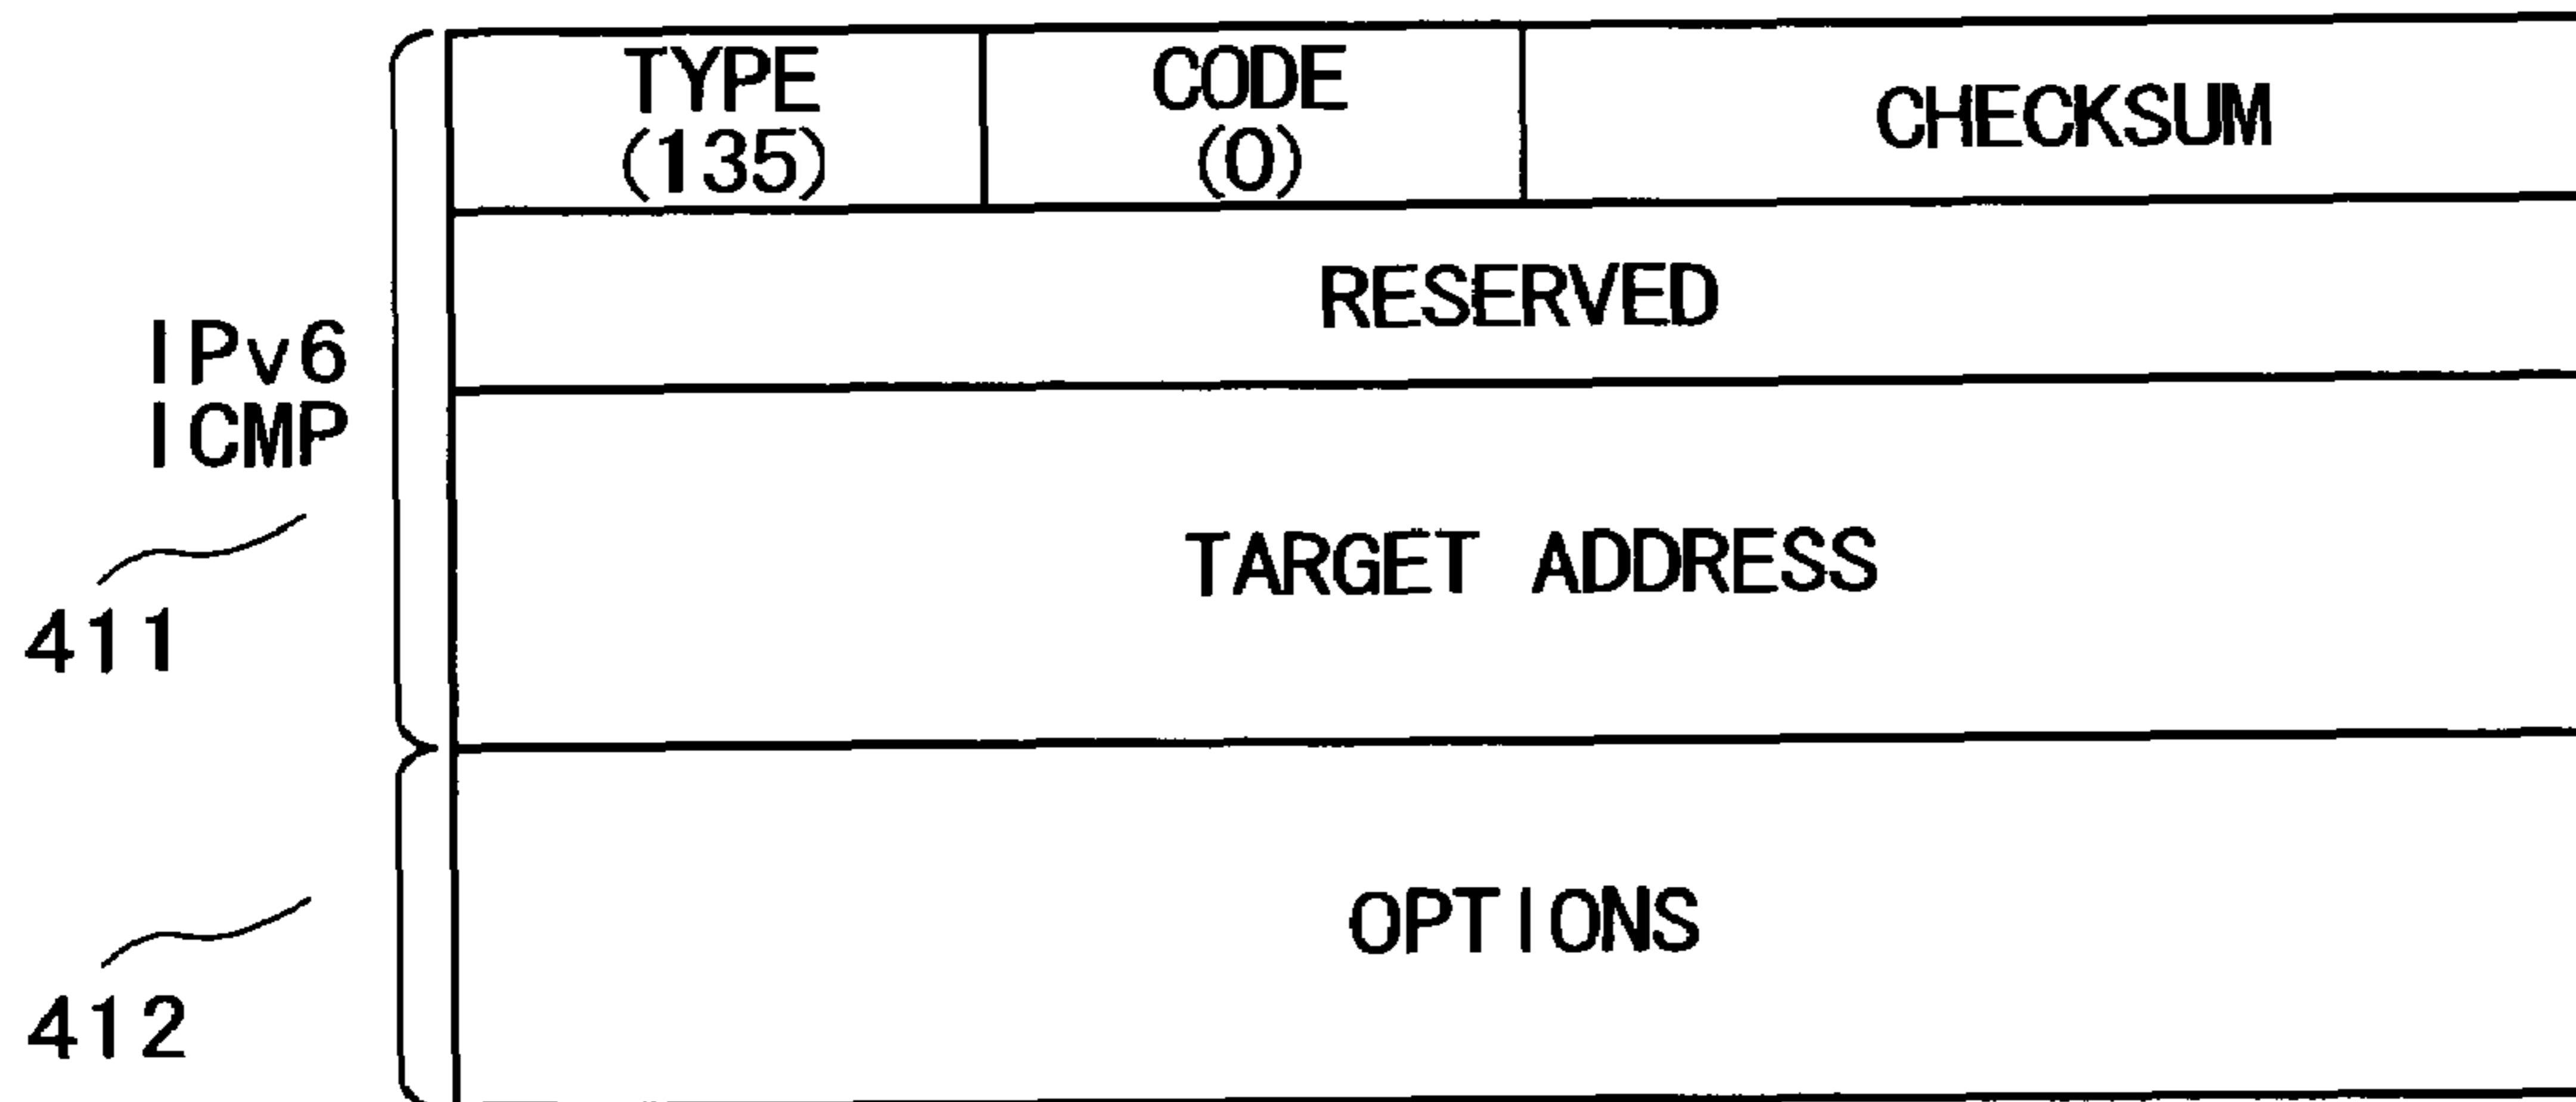 TYPE
(135)
CODE
(0)
CHECKSUM
RESERVED
IPv6
ICMP
TARGET ADDRESS
411
OPTIONS
412